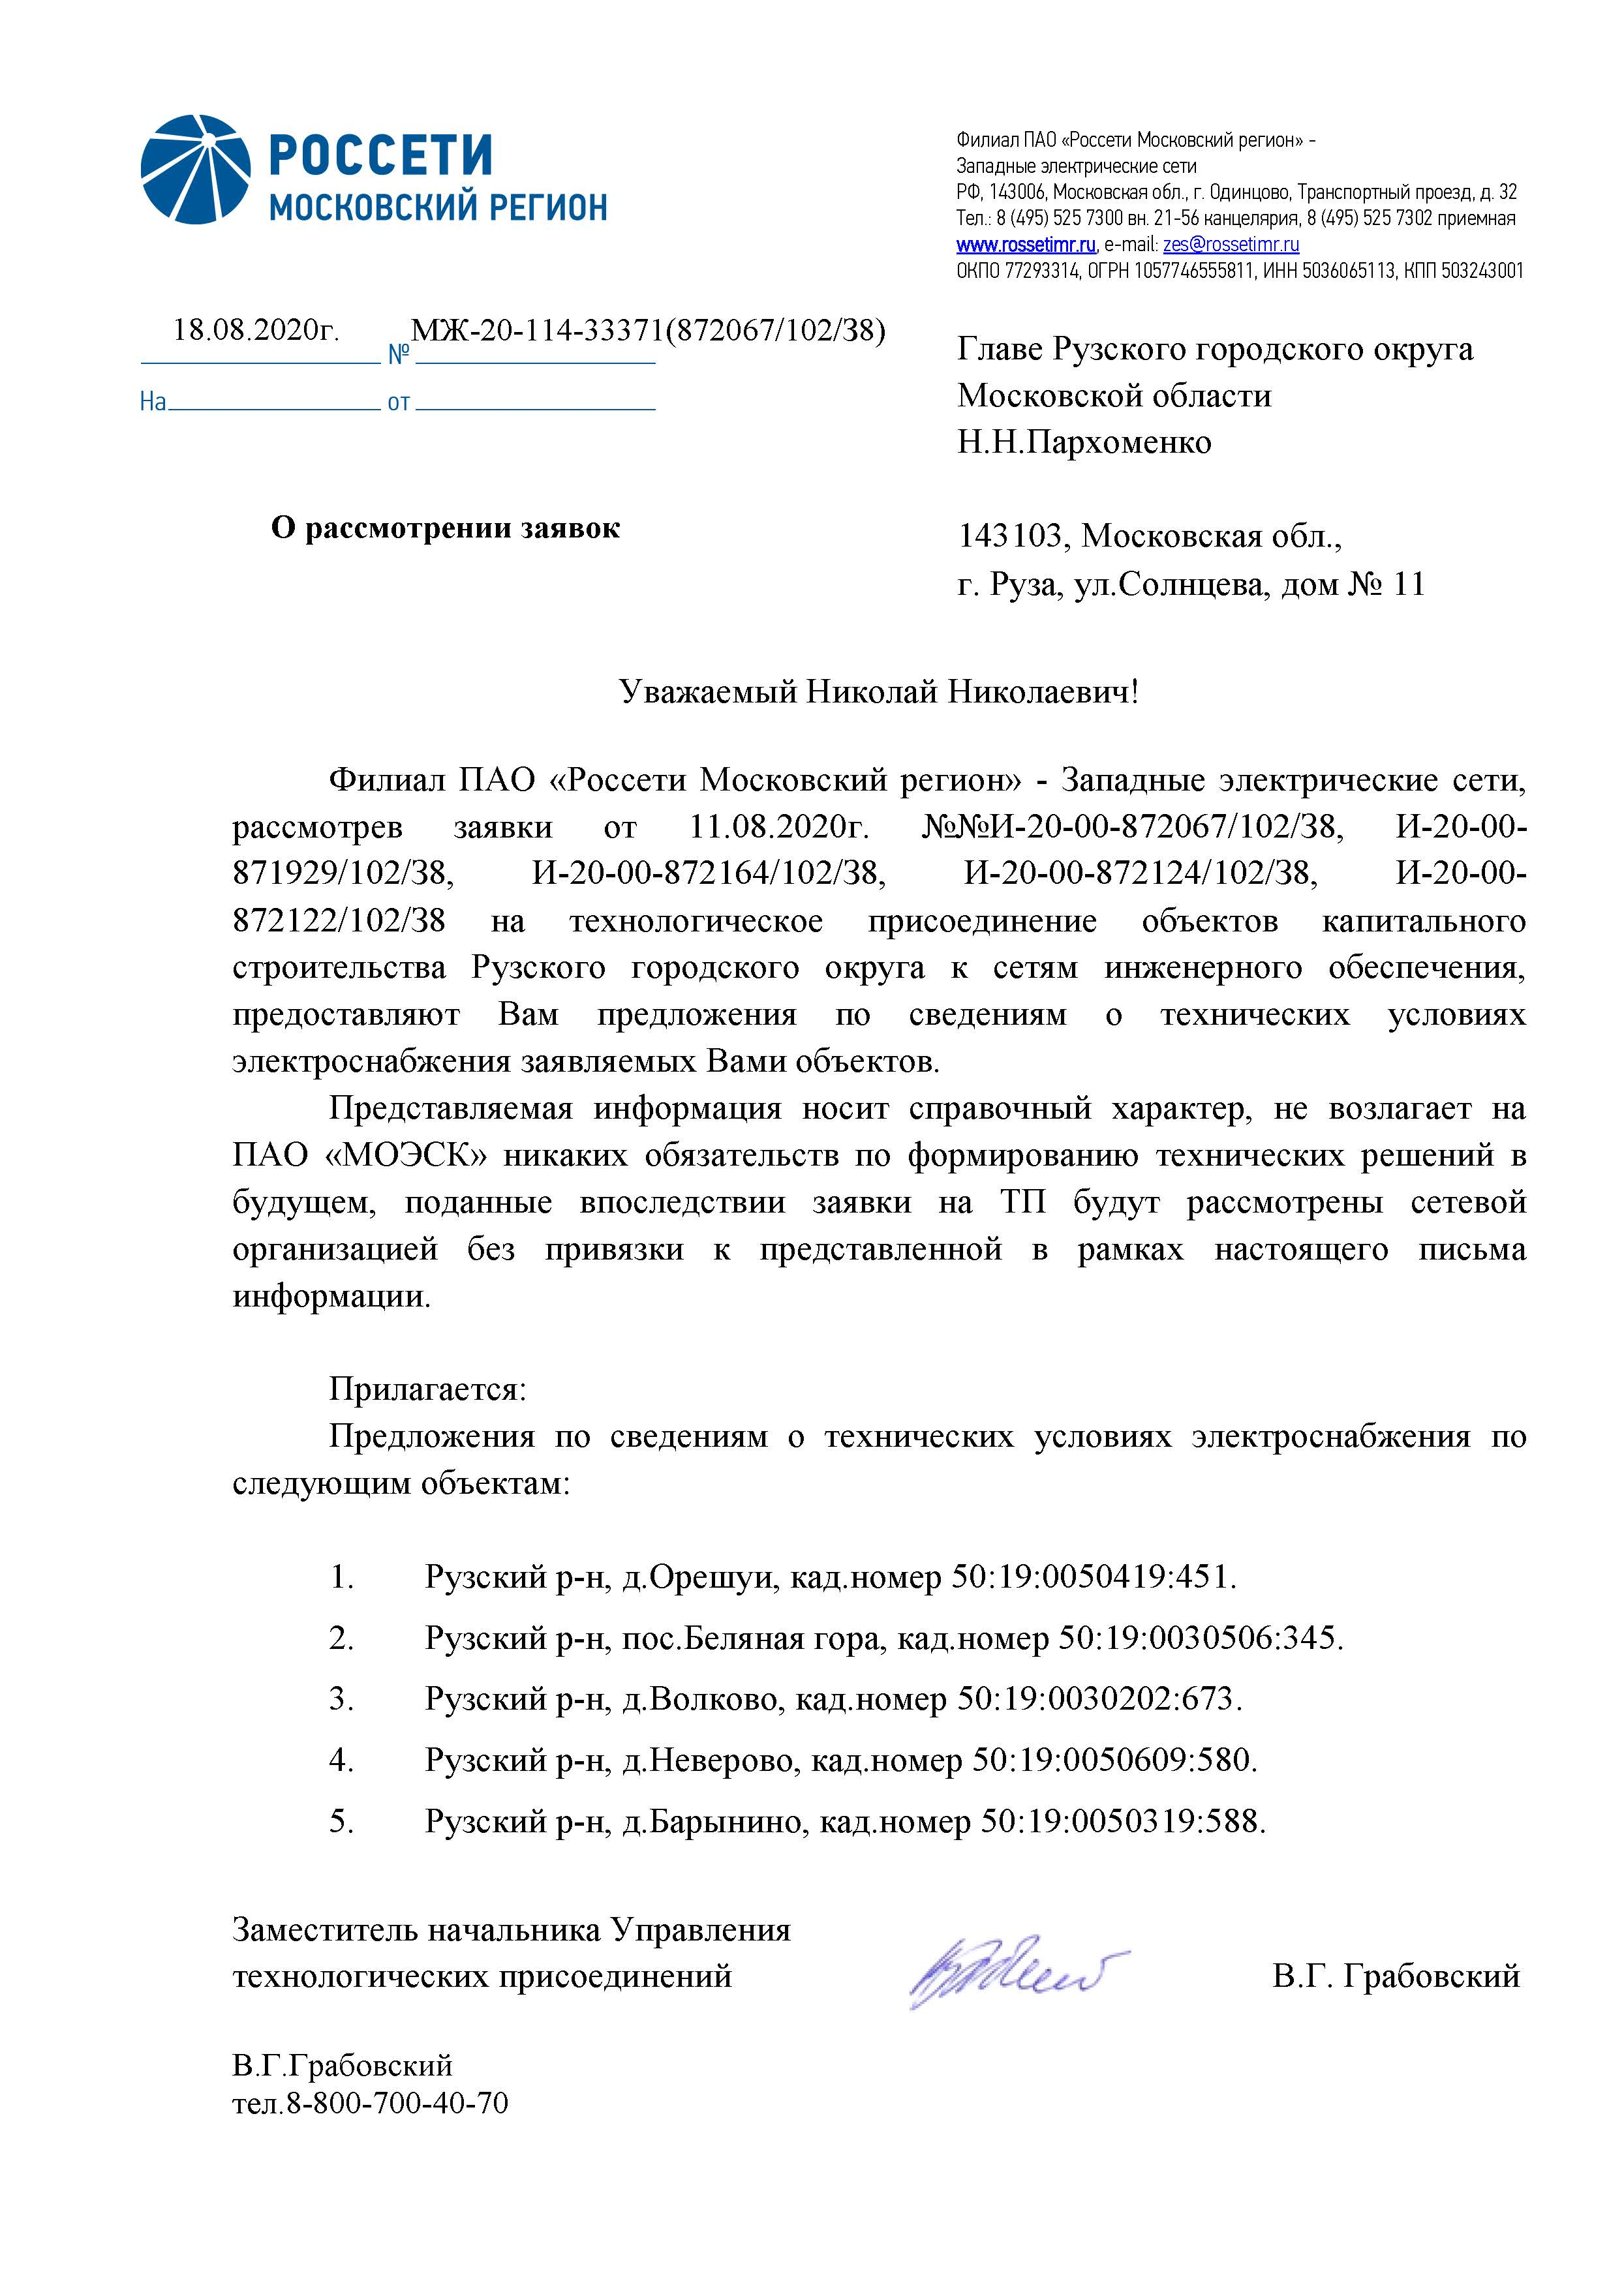 РОССЕТИ
МОСКОВСКИЙ РЕГИОН
Филиал ПАО «Россети Московский регион» -
Западные электрические сети
РФ, 143006, Московская обл., г. Одинцово, Транспортный проезд, д. 32
Тел.: 8 (495) 525 7300 вн. 21-56 канцелярия, 8 (495) 525 7302 приемная
www.rossetimr.ru, e-mail: zes@rossetimr.ru
ОКПО 77293314, ОГРН 1057746555811, ИНН 5036065113, КПП 503243001
18.08.2020г. № МЖ-20-114-33371(872067/102/З8)
На от
Главе Рузского городского округа
Московской области
Н.Н.Пархоменко
О рассмотрении заявок
143103, Московская обл.,
г. Руза, ул.Солнцева, дом № 11
Уважаемый Николай Николаевич!
Филиал ПАО «Россети Московский регион» - Западные электрические сети,
рассмотрев заявки от 11.08.2020г. №№И-20-00-872067/102/З8, И-20-00-
871929/102/З8, И-20-00-872164/102/З8, И-20-00-872124/102/З8, И-20-00-
872122/102/З8 на технологическое присоединение объектов капитального
строительства Рузского городского округа к сетям инженерного обеспечения,
предоставляют Вам предложения по сведениям о технических условиях
электроснабжения заявляемых Вами объектов.
Представляемая информация носит справочный характер, не возлагает на
ПАО «МОЭСК» никаких обязательств по формированию технических решений в
будущем, поданные впоследствии заявки на ТП будут рассмотрены сетевой
организацией без привязки к представленной в рамках настоящего письма
информации.
Прилагается:
Предложения по сведениям о технических условиях электроснабжения по
следующим объектам:
1. Рузский р-н, д.Орешуи, кад.номер 50:19:0050419:451.
2. Рузский р-н, пос.Беляная гора, кад.номер 50:19:0030506:345.
3. Рузский р-н, д.Волково, кад.номер 50:19:0030202:673.
4. Рузский р-н, д.Неверово, кад.номер 50:19:0050609:580.
5. Рузский р-н, д.Барынино, кад.номер 50:19:0050319:588.
Заместитель начальника Управления
технологических присоединений В.Г. Грабовский
В.Г.Грабовский
тел.8-800-700-40-70